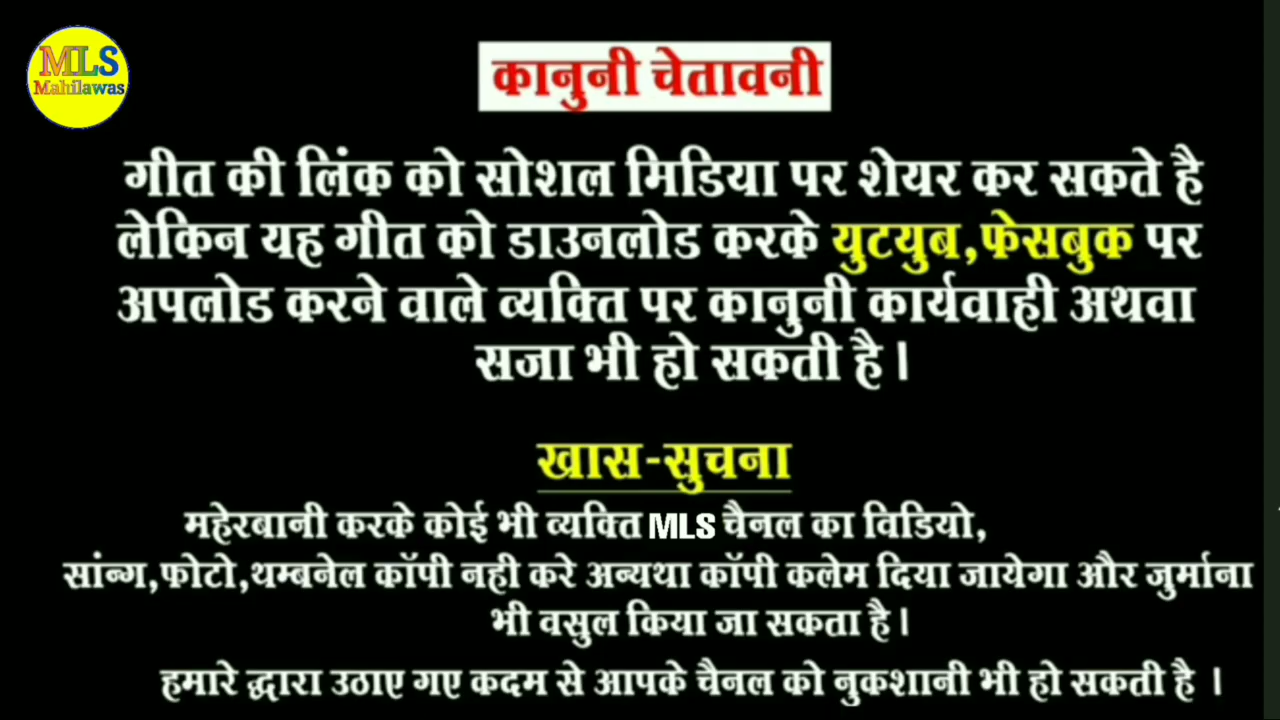 MLS
Mahilawas
कानुनी चेतावनी
गीत की लिंक को सोशल मिडिया पर शेयर कर सकते है
लेकिन यह गीत को डाउनलोड करके युटयुब,फेसबुक पर
अपलोड करने वाले व्यक्ति पर कानुनी कार्यवाही अथवा
सजा भी हो सकती है।
खास-सुचना
महेरबानी करके कोई भी व्यक्ति MLS चैनल का विडियो,
सांन्ग,फोटो,थम्बनेल कॉपी नही करे अन्यथा कॉपी कलेम दिया जायेगा और जुर्माना
भी वसुल किया जा सकता है।
हमारे द्धारा उठाए गए कदम से आपके चैनल को नुकशानी भी हो सकती है ।